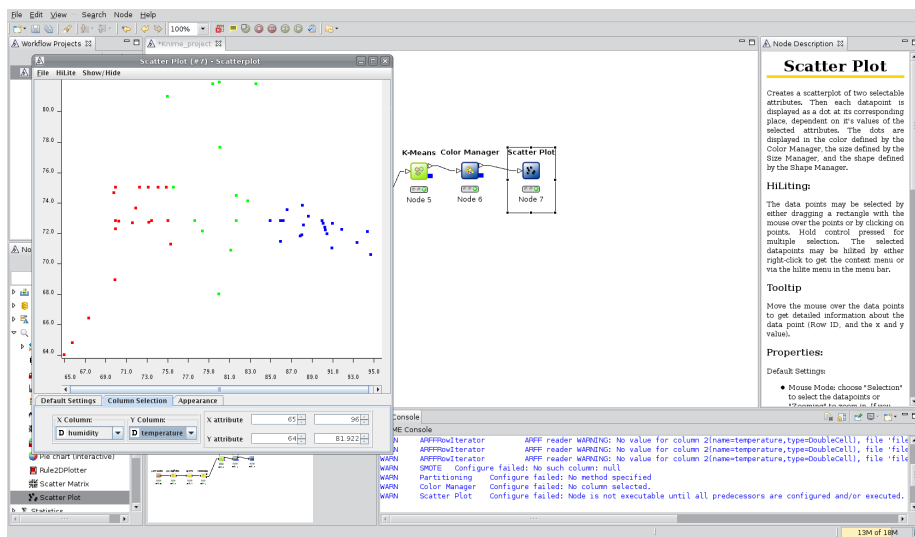 File Edit View Search Node Help
100%
Workflow Projects
*Knime_project
Node Description
Scatter Plot (#7) - Scatterplot
File HiLite Show/Hide
80.0
78.0
76.0
74.0
72.0
70.0
68.0
66.0
64.0
65.0 67.0 69.0 71.0 73.0 75.0 77.0 79.0 81.0 83.0 85.0 87.0 89.0 91.0 93.0 95.0
Default Settings Column Selection Appearance
X Column: Y Column: X attribute 65 96
D humidity D temperature Y attribute 64 81.922
K-Means Color Manager Scatter Plot
Node 5 Node 6 Node 7
Scatter Plot
Creates a scatterplot of two selectable
attributes. Then each datapoint is
displayed as a dot at its corresponding
place, dependent on it's values of the
selected attributes. The dots are
displayed in the color defined by the
Color Manager, the size defined by the
Size Manager, and the shape defined
by the Shape Manager.
HiLiting:
The data points may be selected by
either dragging a rectangle with the
mouse over the points or by clicking on
points. Hold control pressed for
multiple selection. The selected
datapoints may be hilited by either
right-click to get the context menu or
via the hilite menu in the menu bar.
Tooltip
Move the mouse over the data points
to get detailed information about the
data point (Row ID, and the x and y
value).
Properties:
Default Settings:
Mouse Mode: choose "Selection"
to select the datapoints or
"Zooming" to zoom in. If you
No
Pie chart (interactive)
Rule2DPlotter
Scatter Matrix
Scatter Plot
Statistics
Console
ME Console
WARN ARFFRowIterator ARFF reader WARNING: No value for column 2(name=temperature,type=DoubleCell), file 'file
WARN ARFFRowIterator ARFF reader WARNING: No value for column 2(name=temperature,type=DoubleCell), file 'file
WARN ARFFRowIterator ARFF reader WARNING: No value for column 2(name=temperature,type=DoubleCell), file 'file
WARN SMOTE Configure failed: No such column: null
WARN Partitioning Configure failed: No method specified
WARN Color Manager Configure failed: No column selected.
WARN Scatter Plot Configure failed: Node is not executable until all predecessors are configured and/or executed.
13M of 18M